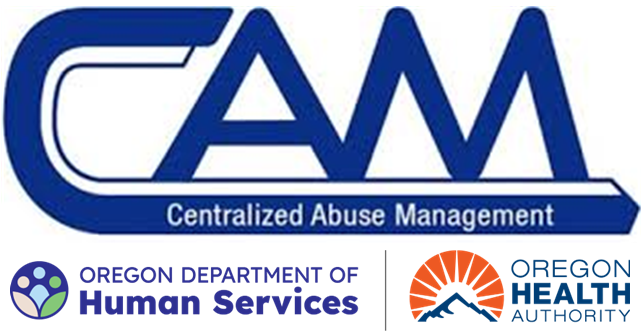 CAM
Centralized Abuse Management
OREGON DEPARTMENT OF
Human Services
OREGON
HEALTH
AUTHORITY